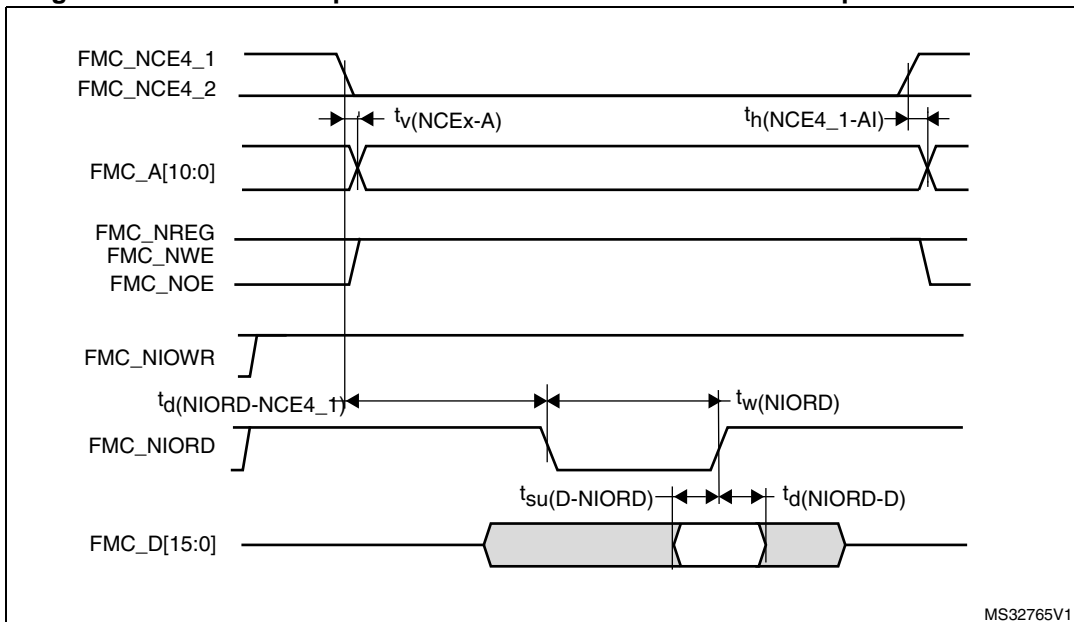 FMC_NCE4_1
FMC_NCE4_2
tv(NCEx-A)
th(NCE4_1-AI)
FMC_A[10:0]
FMC_NREG
FMC_NWE
FMC_NOE
FMC_NIOWR
td(NIORD-NCE4_1)
tw(NIORD)
FMC_NIORD
tsu(D-NIORD)
td(NIORD-D)
FMC_D[15:0]
MS32765V1